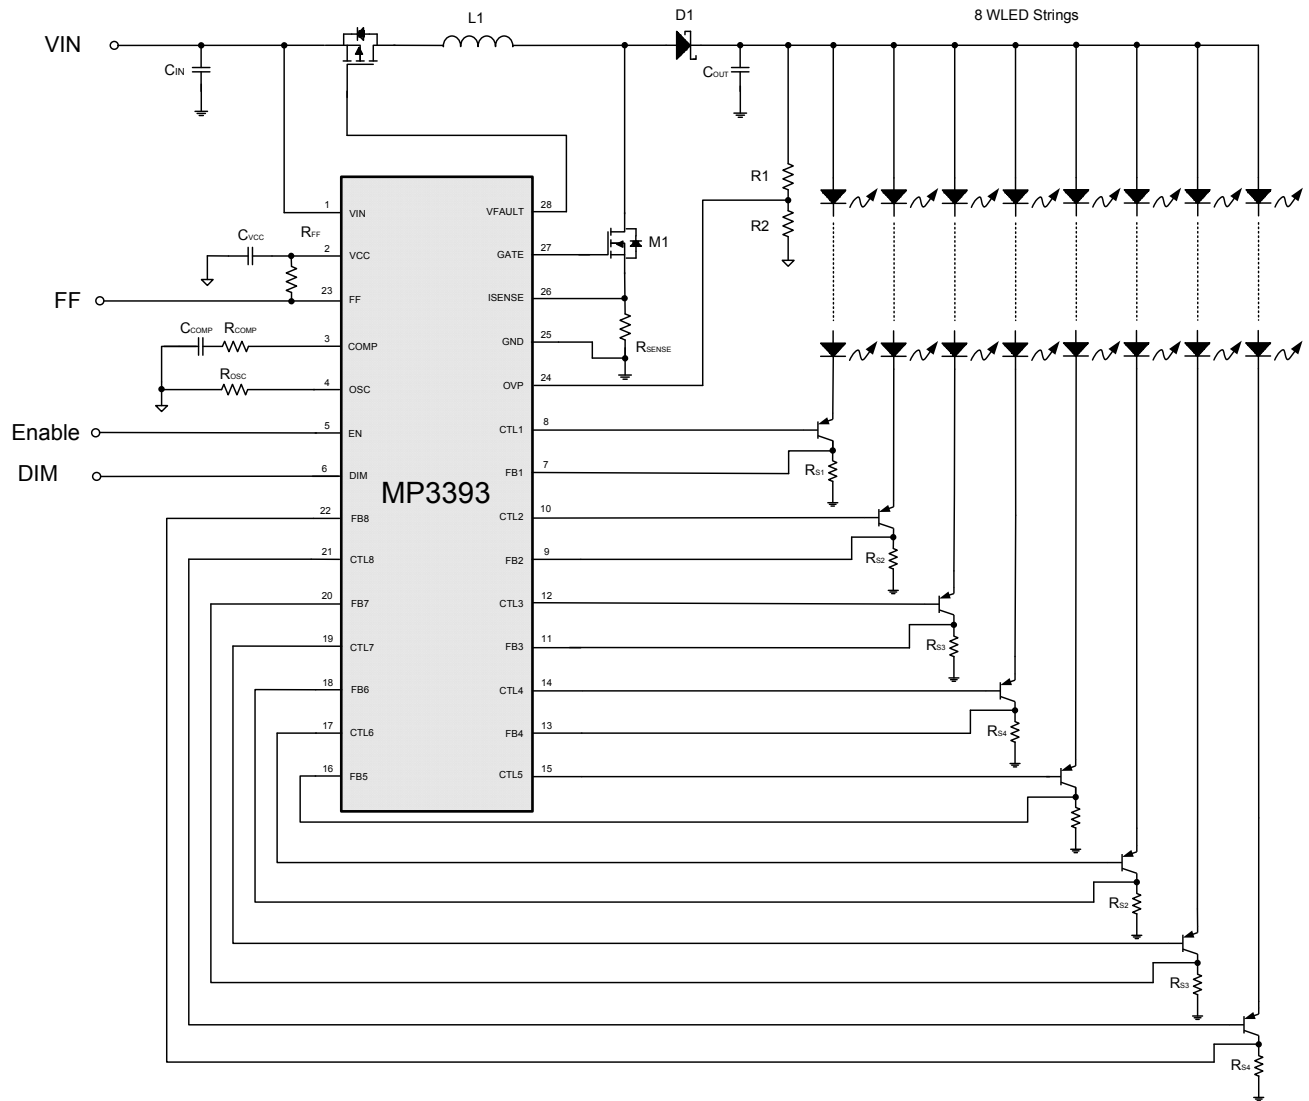 L1
D1
8 WLED Strings
VIN
CIN
COUT
R1
R2
1
VIN
VFAULT
28
CVCC
RFF
2
VCC
GATE
27
M1
FF
23
FF
ISENSE
26
CCOMP
RCOMP
3
COMP
GND
25
RSENSE
ROSC
4
OSC
OVP
24
Enable
5
EN
CTL1
8
DIM
6
DIM
FB1
7
RS1
MP3393
22
FB8
CTL2
10
21
CTL8
FB2
9
RS2
20
FB7
CTL3
12
19
CTL7
FB3
11
RS3
18
FB6
CTL4
14
17
CTL6
FB4
13
RS4
16
FB5
CTL5
15
RS2
RS3
RS4